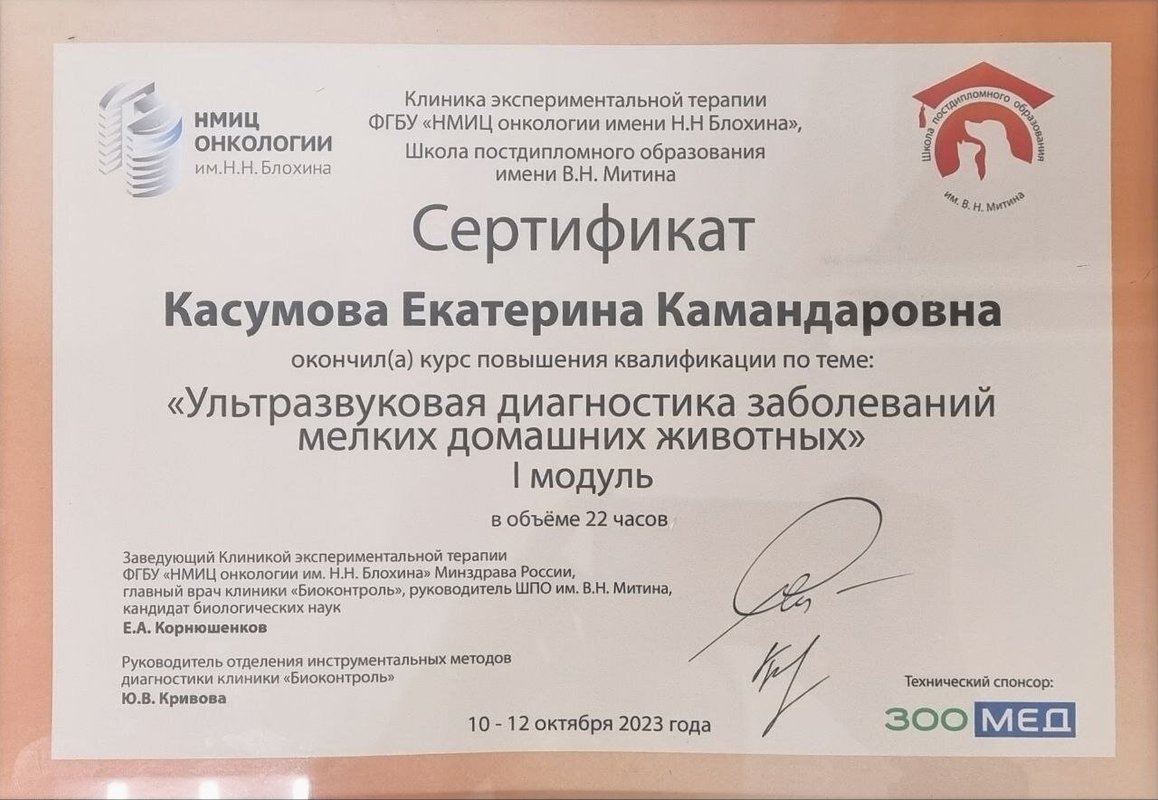 НМИЦ
ОНКОЛОГИИ
им.Н.Н. Блохина
Клиника экспериментальной терапии
ФГБУ «НМИЦ онкологии имени Н.Н Блохина»,
Школа постдипломного образования
имени В.Н. Митина
Школа постдипломного образования
им. В. Н. Митина
Сертификат
Касумова Екатерина Камандаровна
окончил(а) курс повышения квалификации по теме:
«Ультразвуковая диагностика заболеваний
мелких домашних животных»
I модуль
в объёме 22 часов
Заведующий Клиникой экспериментальной терапии
ФГБУ «НМИЦ онкологии им. Н.Н. Блохина» Минздрава России,
главный врач клиники «Биоконтроль», руководитель ШПО им. В.Н. Митина,
кандидат биологических наук
Е.А. Корнюшенков
Руководитель отделения инструментальных методов
диагностики клиники «Биоконтроль»
Ю.В. Кривова
10 - 12 октября 2023 года
Технический спонсор:
ЗОО МЕД